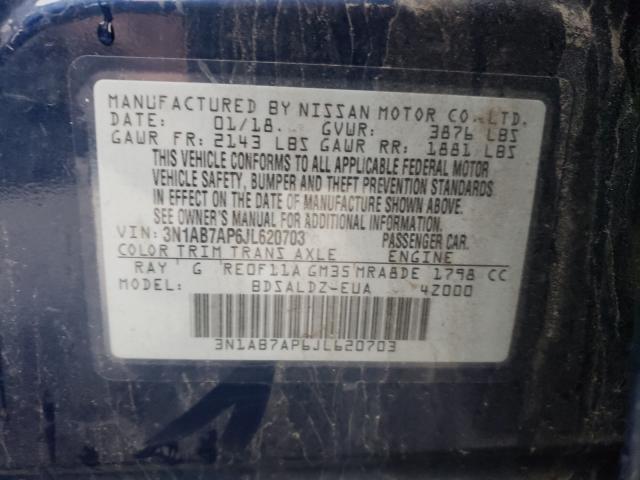 MANUFACTURED BY NISSAN MOTOR CO., LTD.
DATE: 01/18. GVWR: 3876 LBS
GAWR FR: 2143 LBS GAWR RR: 1881 LBS
THIS VEHICLE CONFORMS TO ALL APPLICABLE FEDERAL MOTOR
VEHICLE SAFETY, BUMPER AND THEFT PREVENTION STANDARDS
IN EFFECT ON THE DATE OF MANUFACTURE SHOWN ABOVE.
SEE OWNER'S MANUAL FOR ADDITIONAL INFORMATION.
VIN: 3N1AB7AP6JL620703 PASSENGER CAR.
COLOR TRIM TRANS AXLE ENGINE
RAY G RE0F11A GM35 MRA8DE 1798 CC
MODEL: BDSALDZ-EUA 4Z000
3N1AB7AP6JL620703